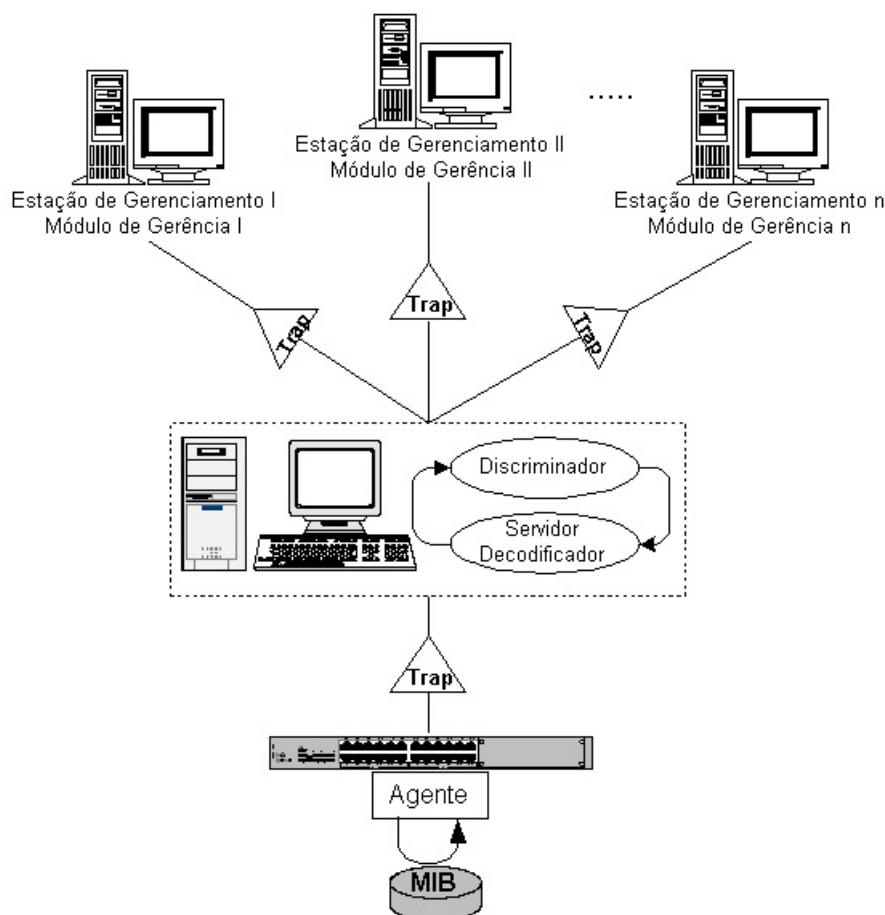 .....
Estação de Gerenciamento II
Módulo de Gerência II
Estação de Gerenciamento I
Módulo de Gerência I
Estação de Gerenciamento n
Módulo de Gerência n
Trap
Trap
Trap
Discriminador
Servidor
Decodificador
Trap
Agente
MIB